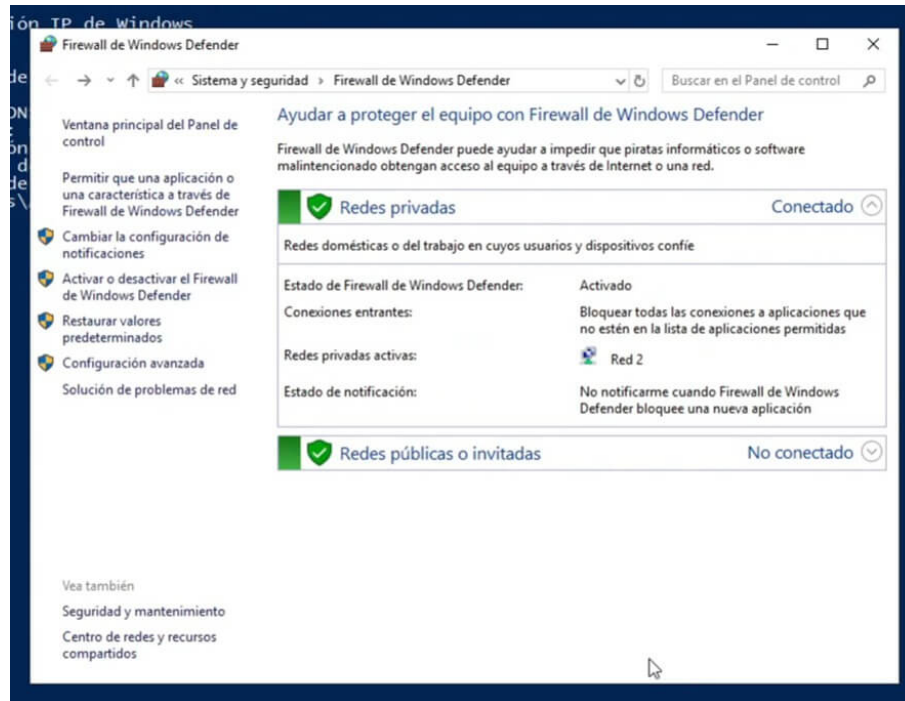 ión IP de Windows
Firewall de Windows Defender
« Sistema y seguridad › Firewall de Windows Defender
Buscar en el Panel de control
Ventana principal del Panel de
control
Permitir que una aplicación o
una característica a través de
Firewall de Windows Defender
Cambiar la configuración de
notificaciones
Activar o desactivar el Firewall
de Windows Defender
Restaurar valores
predeterminados
Configuración avanzada
Solución de problemas de red
Ayudar a proteger el equipo con Firewall de Windows Defender
Firewall de Windows Defender puede ayudar a impedir que piratas informáticos o software
malintencionado obtengan acceso al equipo a través de Internet o una red.
Redes privadas
Conectado
Redes domésticas o del trabajo en cuyos usuarios y dispositivos confíe
Estado de Firewall de Windows Defender:
Activado
Conexiones entrantes:
Bloquear todas las conexiones a aplicaciones que
no estén en la lista de aplicaciones permitidas
Redes privadas activas:
Red 2
Estado de notificación:
No notificarme cuando Firewall de Windows
Defender bloquee una nueva aplicación
Redes públicas o invitadas
No conectado
Vea también
Seguridad y mantenimiento
Centro de redes y recursos
compartidos